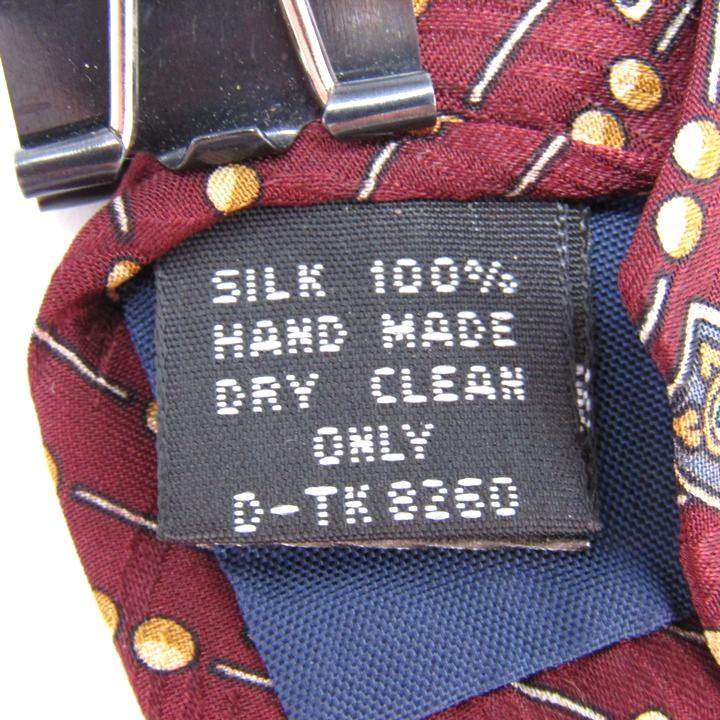 SILK 100%
HAND MADE
DRY CLEAN
ONLY
D-TK 8260